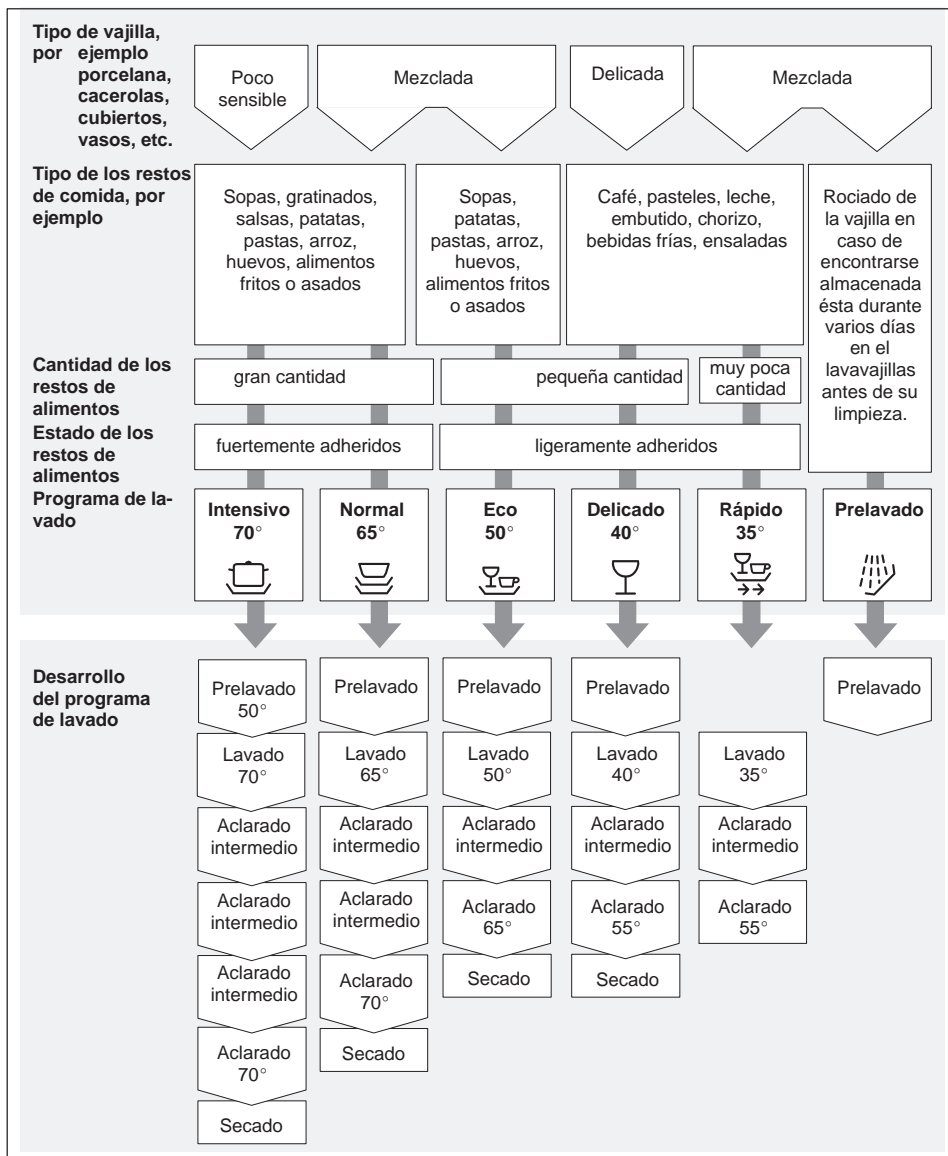 Tipo de vajilla,
por ejemplo
porcelana,
cacerolas,
cubiertos,
vasos, etc.
Poco
sensible
Mezclada
Delicada
Mezclada
Tipo de los restos
de comida, por
ejemplo
Sopas, gratinados,
salsas, patatas,
pastas, arroz,
huevos, alimentos
fritos o asados
Sopas,
patatas,
pastas, arroz,
huevos,
alimentos fritos
o asados
Café, pasteles, leche,
embutido, chorizo,
bebidas frías, ensaladas
Rociado de
la vajilla en
caso de
encontrarse
almacenada
ésta durante
varios días
en el
lavavajillas
antes de su
limpieza.
Cantidad de los
restos de
alimentos
gran cantidad
pequeña cantidad
muy poca
cantidad
Estado de los
restos de
alimentos
fuertemente adheridos
ligeramente adheridos
Programa de la-
vado
Intensivo
70°
Normal
65°
Eco
50°
Delicado
40°
Rápido
35°
Prelavado
Desarrollo
del programa
de lavado
Prelavado
50°
Lavado
70°
Aclarado
intermedio
Aclarado
intermedio
Aclarado
intermedio
Aclarado
70°
Secado
Prelavado
Lavado
65°
Aclarado
intermedio
Aclarado
intermedio
Aclarado
70°
Secado
Prelavado
Lavado
50°
Aclarado
intermedio
Aclarado
65°
Secado
Prelavado
Lavado
40°
Aclarado
intermedio
Aclarado
55°
Secado
Lavado
35°
Aclarado
intermedio
Aclarado
55°
Prelavado